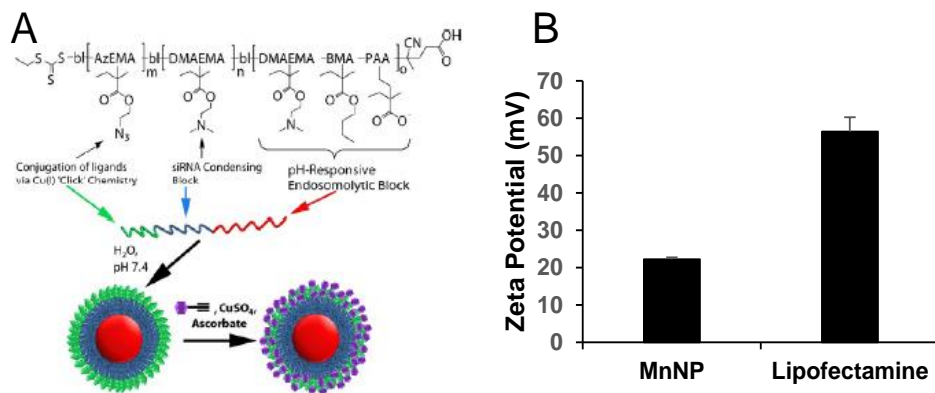 A
S
S
S
bl
AzEMA
m
bl
DMAEMA
n
bl
DMAEMA
BMA
PAA
o
CN
O
OH
O
O
N3
O
O
N
O
O
N
O
O
O
O-
Conjugation of ligands
via Cu(I) 'Click' Chemistry
siRNA Condensing
Block
pH-Responsive
Endosomolytic Block
H2O,
pH 7.4
, CuSO4,
Ascorbate
B
Zeta Potential (mV)
70
60
50
40
30
20
10
0
MnNP
Lipofectamine